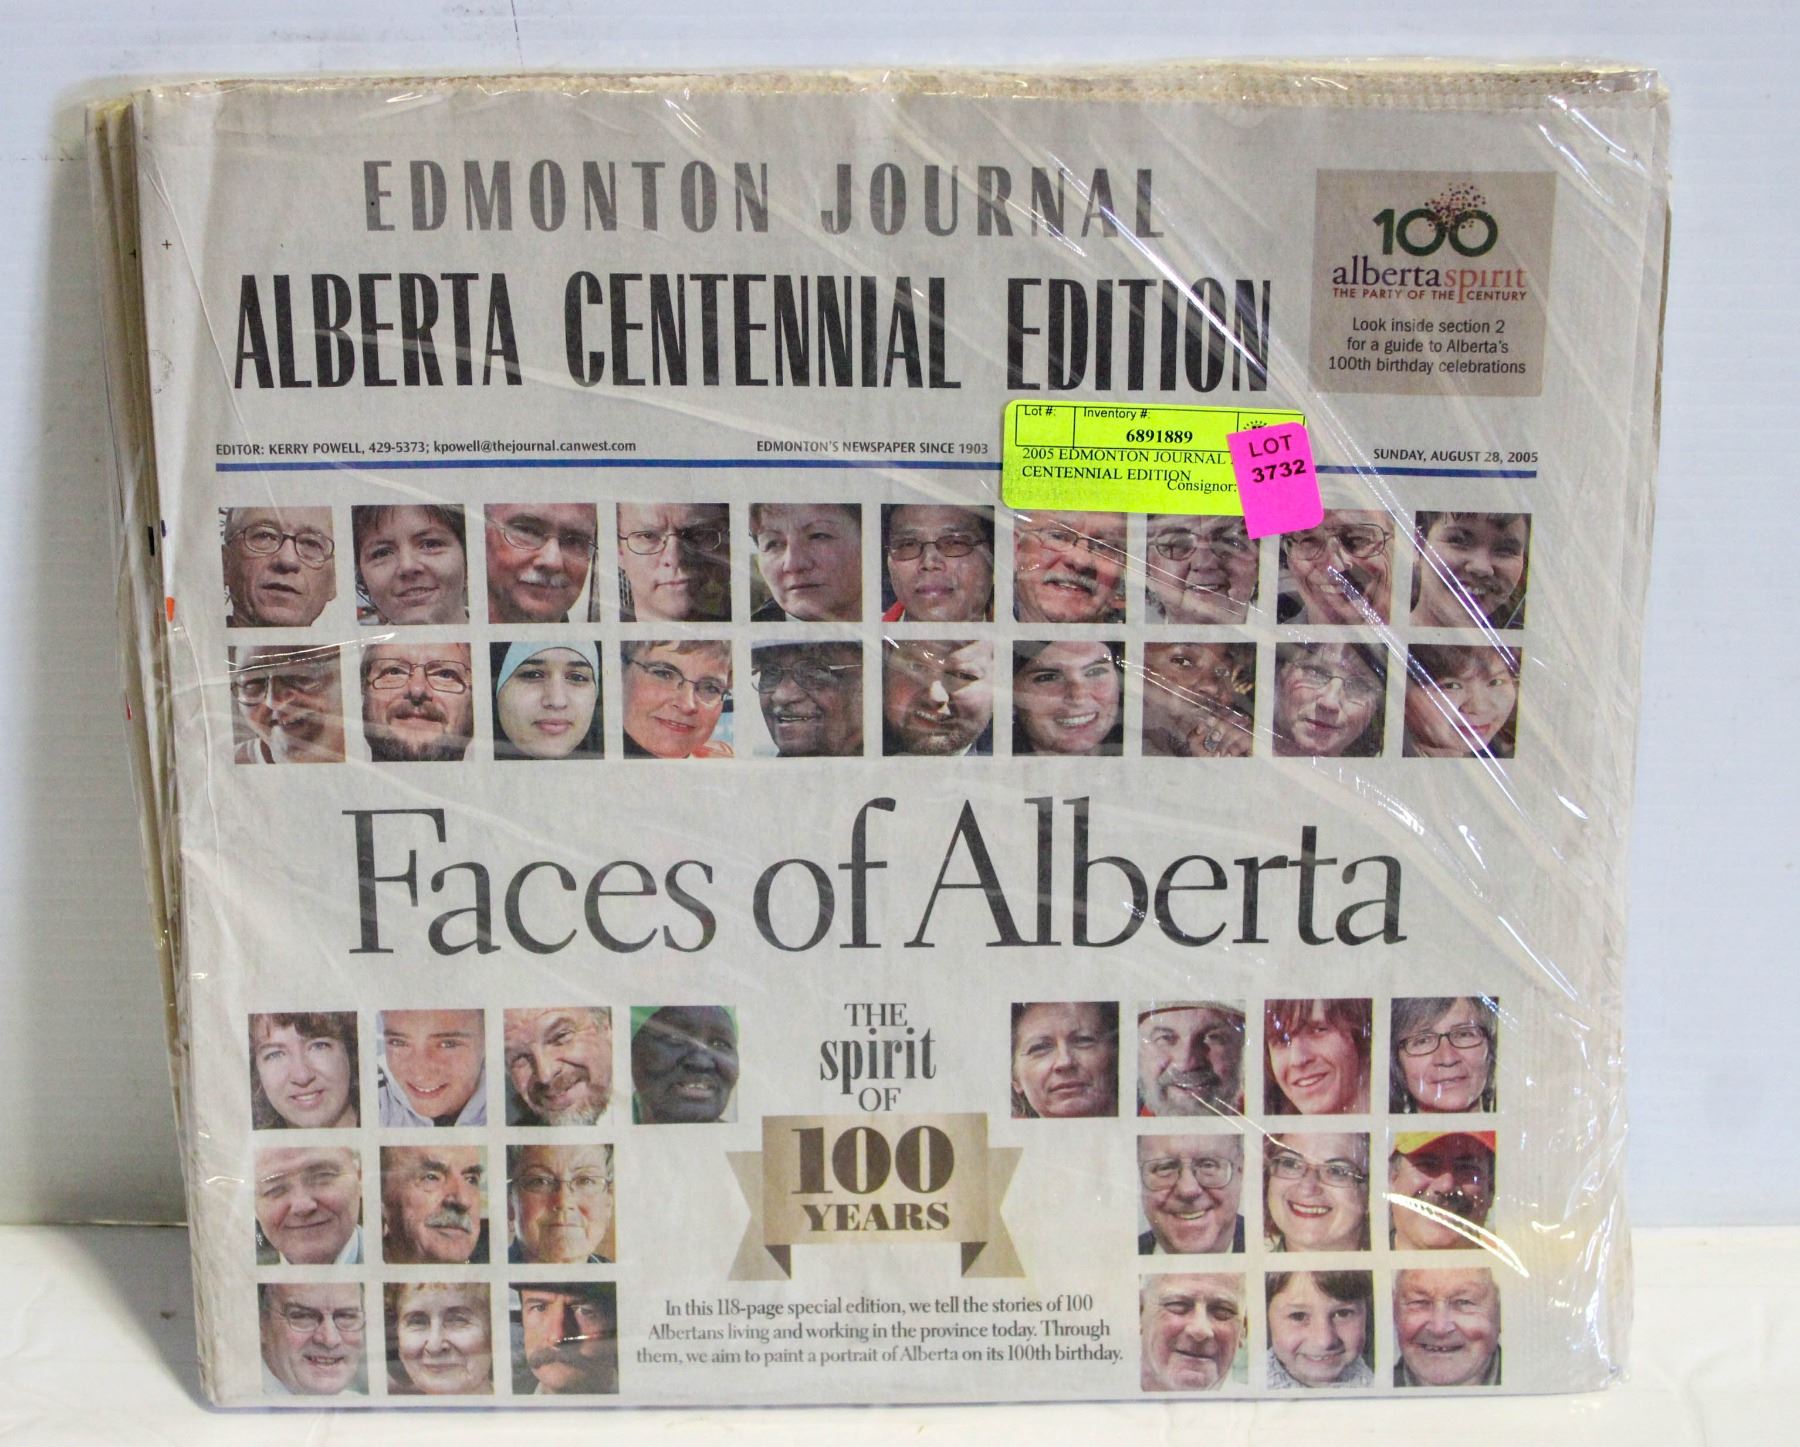 EDMONTON JOURNAL
ALBERTA CENTENNIAL EDITION
100
albertaspirit
THE PARTY OF THE CENTURY
Look inside section 2
for a guide to Alberta's
100th birthday celebrations
EDITOR: KERRY POWELL, 429-5373; kpowell@thejournal.canwest.com
EDMONTON'S NEWSPAPER SINCE 1903
SUNDAY, AUGUST 28, 2005
Lot #:
Inventory #:
6891889
2005 EDMONTON JOURNAL
CENTENNIAL EDITION
Consignor:
LOT
3732
Faces of Alberta
THE
spirit
OF
100
YEARS
In this 118-page special edition, we tell the stories of 100
Albertans living and working in the province today. Through
them, we aim to paint a portrait of Alberta on its 100th birthday.